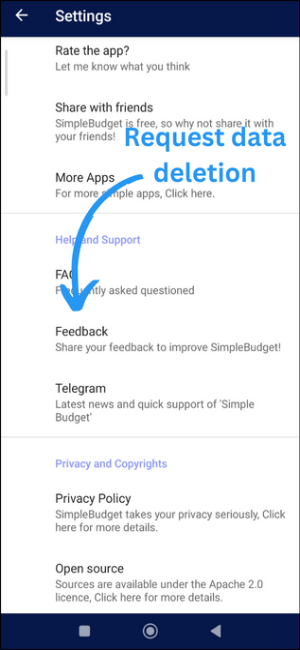 Settings
Rate the app?
Let me know what you think
Share with friends
SimpleBudget is free, so why not share it with
your friends!
Request data
deletion
More Apps
For more simple apps, Click here.
Help and Support
FAQ
Frequently asked questioned
Feedback
Share your feedback to improve SimpleBudget!
Telegram
Latest news and quick support of 'Simple
Budget'
Privacy and Copyrights
Privacy Policy
SimpleBudget takes your privacy seriously, Click
here for more details.
Open source
Sources are available under the Apache 2.0
licence, Click here for more details.